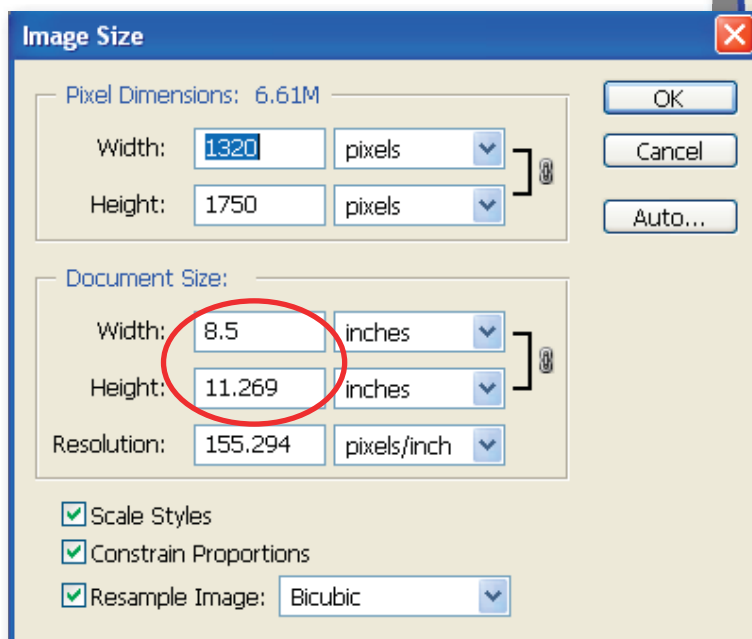 Image Size
Pixel Dimensions: 6.61M
OK
Width: 1320 pixels
Cancel
Height: 1750 pixels
Auto...
Document Size:
Width: 8.5 inches
Height: 11.269 inches
Resolution: 155.294 pixels/inch
Scale Styles
Constrain Proportions
Resample Image: Bicubic